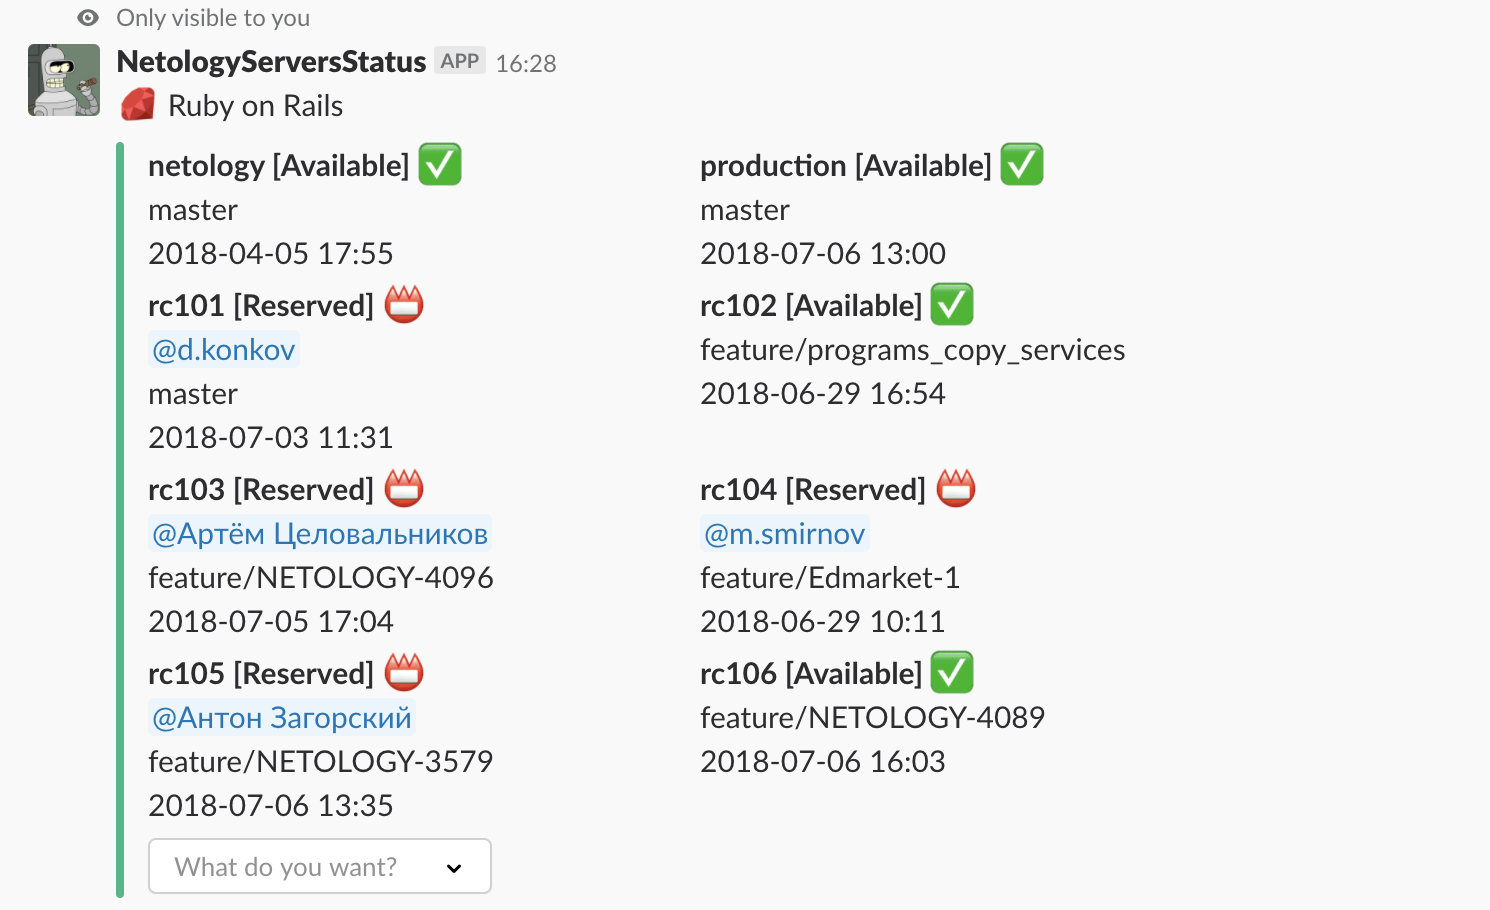 Only visible to you
NetologyServersStatus APP 16:28
Ruby on Rails
netology [Available]
master
2018-04-05 17:55
production [Available]
master
2018-07-06 13:00
rc101 [Reserved]
@d.konkov
master
2018-07-03 11:31
rc102 [Available]
feature/programs_copy_services
2018-06-29 16:54
rc103 [Reserved]
@Артём Целовальников
feature/NETOLOGY-4096
2018-07-05 17:04
rc104 [Reserved]
@m.smirnov
feature/Edmarket-1
2018-06-29 10:11
rc105 [Reserved]
@Антон Загорский
feature/NETOLOGY-3579
2018-07-06 13:35
rc106 [Available]
feature/NETOLOGY-4089
2018-07-06 16:03
What do you want?